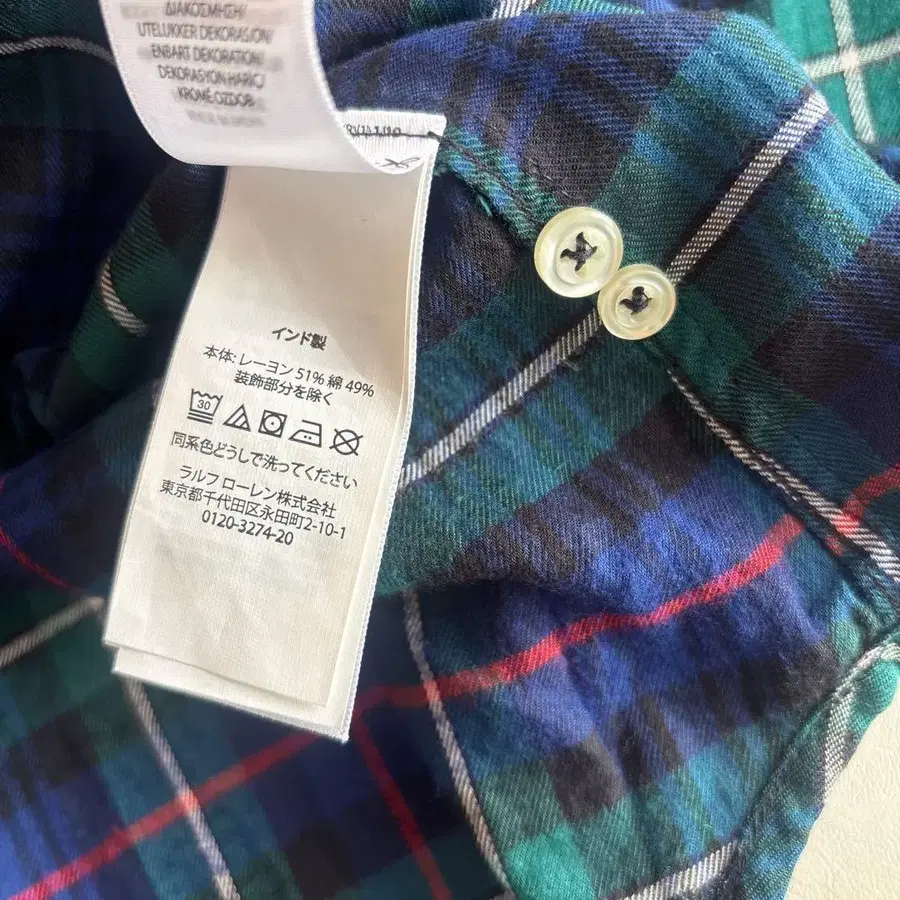 ΔΙΑΚΟΣΜΗΣΗ/
UTELUKKER DEKORASJON/
ENBART DEKORATION/
DEKORASYON HARİÇ/
KROMĚ OZDOB
インド製
本体: レーヨン 51% 綿 49%
装飾部分を除く
30
同系色どうしで洗ってください
ラルフ ローレン株式会社
東京都千代田区永田町2-10-1
0120-3274-20